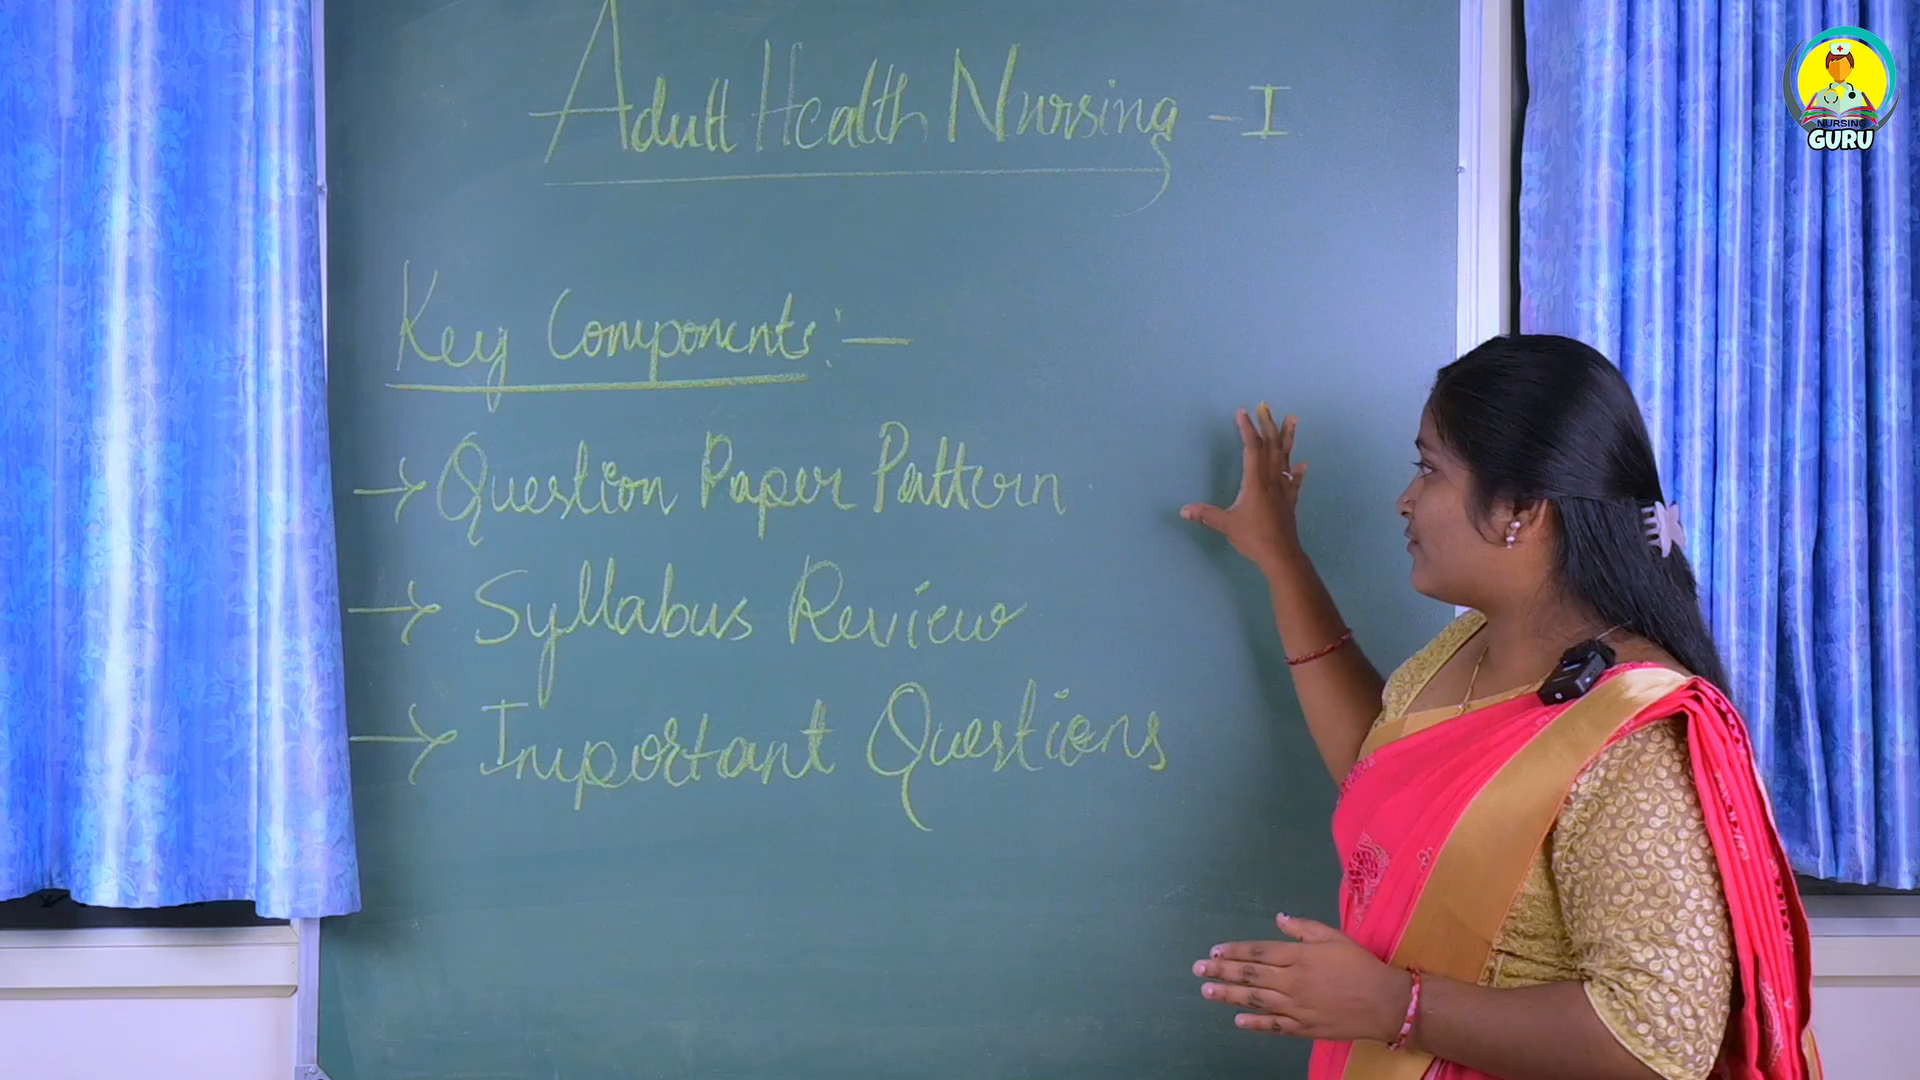 Adult Health Nursing - I
Key Components:-
→ Question Paper Pattern
→ Syllabus Review
→ Important Questions
NURSING
GURU